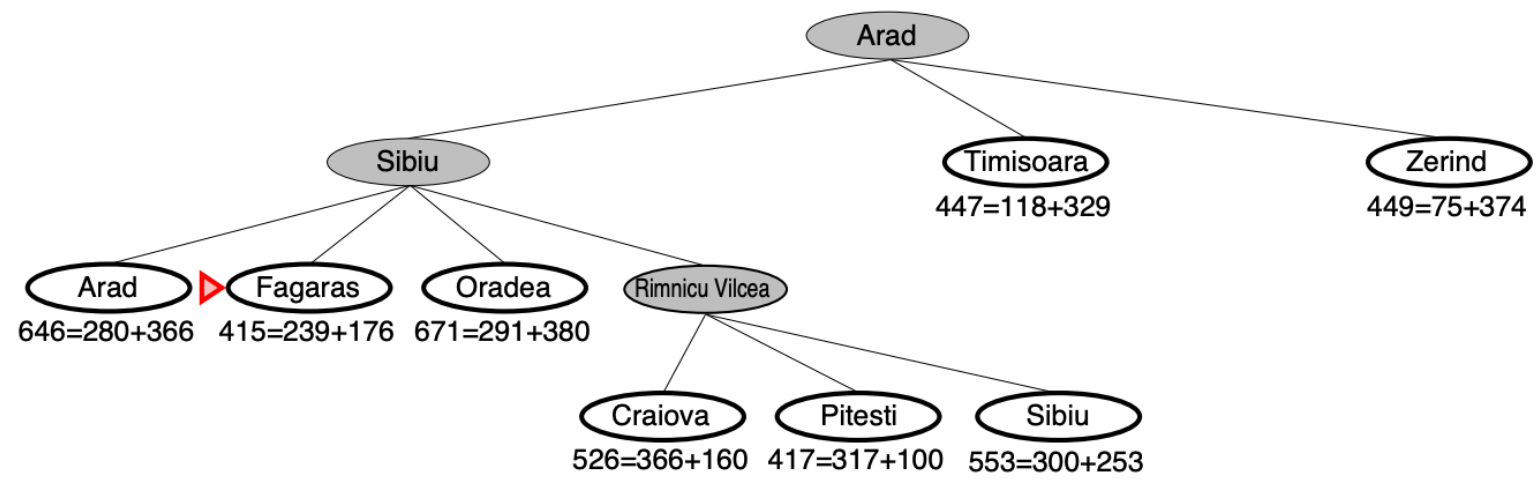 Arad
Sibiu
Timisoara
Zerind
447=118+329
449=75+374
Arad
Fagaras
Oradea
Rimnicu Vilcea
646=280+366
415=239+176
671=291+380
Craiova
Pitesti
Sibiu
526=366+160
417=317+100
553=300+253